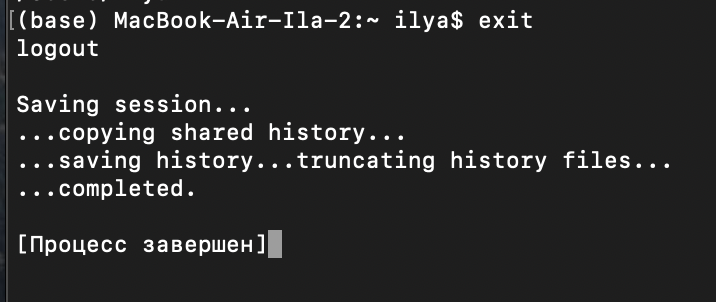 [(base) MacBook-Air-Ila-2:~ ilya$ exit
logout
Saving session...
...copying shared history...
...saving history...truncating history files...
...completed.
[Процесс завершен]